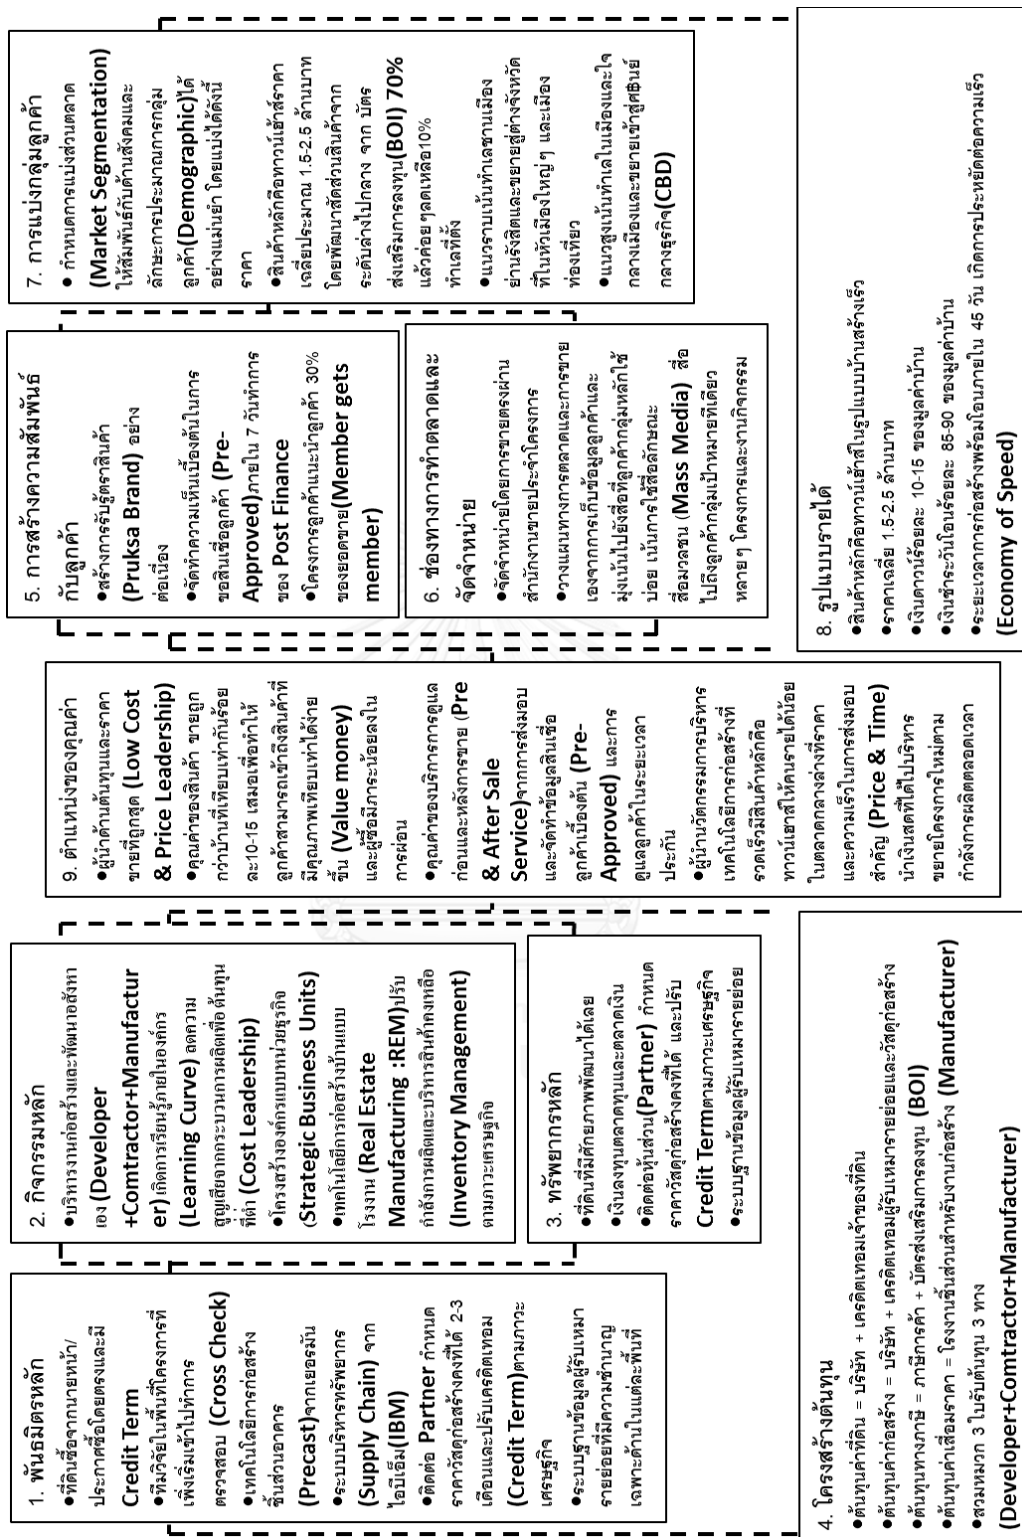 1. พันธมิตรหลัก
●ที่ดินซื้อจากนายหน้า/
ประกาศซื้อโดยตรงและมี
Credit Term
●ทีมวิจัยในพื้นที่โครงการที่
เพิ่งเริ่มเข้าไปทำการ
ตรวจสอบ (Cross Check)
●เทคโนโลยีการก่อสร้าง
ชิ้นส่วนอาคาร
(Precast)จากเยอรมัน
●ระบบบริหารทรัพยากร
(Supply Chain) จาก
ไอบีเอ็ม(IBM)
●ติดต่อ Partner กำหนด
ราคาวัสดุก่อสร้างคงที่ได้ 2-3
เดือนและปรับเครดิตเทอม
(Credit Term)ตามภาวะ
เศรษฐกิจ
●ระบบฐานข้อมูลผู้รับเหมา
รายย่อยที่มีความชำนาญ
เฉพาะด้านในแต่ละพื้นที่
2. กิจกรรมหลัก
●บริหารงานก่อสร้างและพัฒนาอสังหา
เอง (Developer
+Comtractor+Manufactur
er)เกิดการเรียนรู้ภายในองค์กร
(Learning Curve) ลดความ
สูญเสียจากกระบวนการผลิตเพื่อ ต้นทุน
ที่ต่ำ (Cost Leadership)
●โครงสร้างองค์กรแบบหน่วยธุรกิจ
(Strategic Business Units)
●เทคโนโลยีการก่อสร้างบ้านแบบ
โรงงาน (Real Estate
Manufacturing :REM)ปรับ
กำลังการผลิตและบริหารสินค้าคงเหลือ
(Inventory Management)
ตามภาวะเศรษฐกิจ
3. ทรัพยากรหลัก
●ที่ดินที่มีศักยภาพพัฒนาได้เลย
●เงินลงทุนตลาดทุนและตลาดเงิน
●ติดต่อหุ้นส่วน(Partner) กำหนด
ราคาวัสดุก่อสร้างคงที่ได้ และปรับ
Credit Termตามภาวะเศรษฐกิจ
●ระบบฐานข้อมูลผู้รับเหมารายย่อย
9. ตำแหน่งของคุณค่า
●ผู้นำด้านต้นทุนและราคา
ขายที่ถูกสุด (Low Cost
& Price Leadership)
●คุณค่าของสินค้า ขายถูก
กว่าบ้านที่เทียบเท่ากันร้อย
ละ10-15 เสมอเพื่อทำให้
ลูกค้าสามารถเข้าถึงสินค้าที่
มีคุณภาพเทียบเท่าได้ง่าย
ขึ้น (Value money)
และผู้ซื้อมีภาระน้อยลงใน
การผ่อน
●คุณค่าของบริการการดูแล
ก่อนและหลังการขาย (Pre
& After Sale
Service)จากการส่งมอบ
และจัดทำข้อมูลสินเชื่อ
ลูกค้าเบื้องต้น (Pre-
Approved) และการ
ดูแลลูกค้าในระยะเวลา
ประกัน
●ผู้นำนวัตกรรมการบริหาร
เทคโนโลยีการก่อสร้างที่
รวดเร็วมีสินค้าหลักคือ
ทาวน์เฮาส์ให้คนรายได้น้อย
ในตลาดกลางล่างที่ราคา
และความเร็วในการส่งมอบ
สำคัญ (Price & Time)
นำเงินสดที่ได้ไปบริหาร
ขยายโครงการใหม่ตาม
กำลังการผลิตตลอดเวลา
5. การสร้างความสัมพันธ์
กับลูกค้า
●สร้างการรับรู้ตราสินค้า
(Pruksa Brand) อย่าง
ต่อเนื่อง
●จัดทำความเห็นเบื้องต้นในการ
ขอสินเชื่อลูกค้า (Pre-
Approved)ภายใน 7 วันทำการ
ของ Post Finance
●โครงการลูกค้าแนะนำลูกค้า 30%
ของยอดขาย(Member gets
member)
6. ช่องทางการทำตลาดและ
จัดจำหน่าย
●จัดจำหน่ายโดยการขายตรงผ่าน
สำนักงานขายประจำโครงการ
●วางแผนทางการตลาดและการขาย
เองจากการเก็บข้อมูลลูกค้าและ
มุ่งเน้นไปยังสื่อที่ลูกค้ากลุ่มหลักใช้
บ่อย เน้นการใช้สื่อลักษณะ
สื่อมวลชน (Mass Media) สื่อ
ไปถึงลูกค้ากลุ่มเป้าหมายทีเดียว
หลายๆ โครงการและงานกิจกรรม
7. การแบ่งกลุ่มลูกค้า
● กำหนดการแบ่งส่วนตลาด
(Market Segmentation)
ให้สัมพันธ์กับด้านสังคมและ
ลักษณะการประมาณการกลุ่ม
ลูกค้า(Demographic)ได้
อย่างแม่นยำ โดยแบ่งได้ดังนี้
ราคา
●สินค้าหลักคือทาวน์เฮ้าส์ราคา
เฉลี่ยประมาณ 1.5-2.5 ล้านบาท
โดยพัฒนาสัดส่วนสินค้าจาก
ระดับล่างไปกลาง จาก บัตร
ส่งเสริมการลงทุน(BOI) 70%
แล้วค่อยๆลดเหลือ10%
ทำเลที่ตั้ง
●แนวราบเน้นทำเลชานเมือง
ย่านรังสิตและขยายสู่ต่างจังหวัด
ที่ในหัวเมืองใหญ่ๆ และเมือง
ท่องเที่ยว
●แนวสูงเน้นทำเลในเมืองและใจ
กลางเมืองและขยายเข้าสู่ศูนย์
กลางธุรกิจ(CBD)
4. โครงสร้างต้นทุน
●ต้นทุนค่าที่ดิน = บริษัท + เครดิตเทอมเจ้าของที่ดิน
●ต้นทุนค่าก่อสร้าง = บริษัท + เครดิตเทอมผู้รับเหมารายย่อยและวัสดุก่อสร้าง
●ต้นทุนทางภาษี = ภาษีการค้า + บัตรส่งเสริมการลงทุน (BOI)
●ต้นทุนค่าเสื่อมราคา = โรงงานชิ้นส่วนสำหรับงานก่อสร้าง (Manufacturer)
●สวมหมวก 3 ใบรับต้นทุน 3 ทาง
(Developer+Comtractor+Manufacturer)
8. รูปแบบรายได้
●สินค้าหลักคือทาวน์เฮ้าส์ในรูปแบบบ้านสร้างเร็ว
●ราคาเฉลี่ย 1.5-2.5 ล้านบาท
●เงินดาวน์ร้อยละ 10-15 ของมูลค่าบ้าน
●เงินชำระวันโอนร้อยละ 85-90 ของมูลค่าบ้าน
●ระยะเวลาการก่อสร้างพร้อมโอนภายใน 45 วัน เกิดการประหยัดต่อความเร็ว
(Economy of Speed)